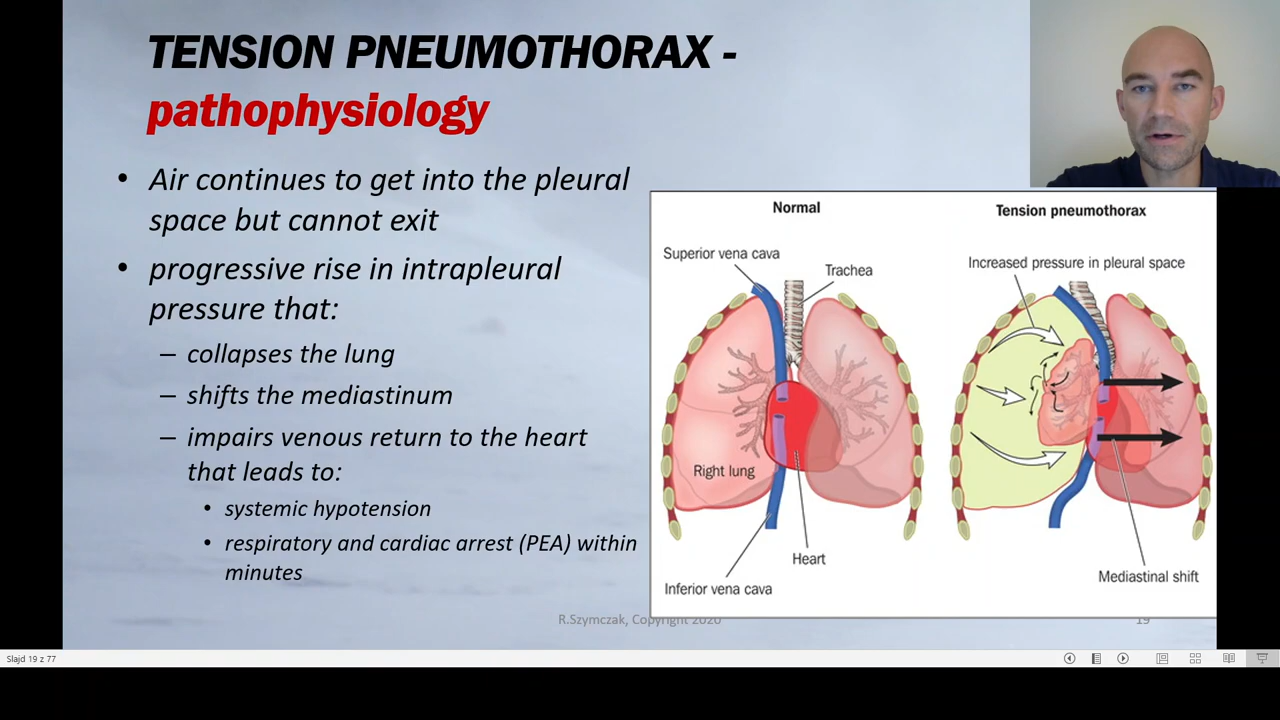 TENSION PNEUMOTHORAX -
pathophysiology
• Air continues to get into the pleural
space but cannot exit
• progressive rise in intrapleural
pressure that:
– collapses the lung
– shifts the mediastinum
– impairs venous return to the heart
that leads to:
• systemic hypotension
• respiratory and cardiac arrest (PEA) within
minutes
Normal
Superior vena cava
Trachea
Right lung
Heart
Inferior vena cava
Tension pneumothorax
Increased pressure in pleural space
Mediastinal shift
R.Szymczak, Copyright 2020
19
Slajd 19 z 77